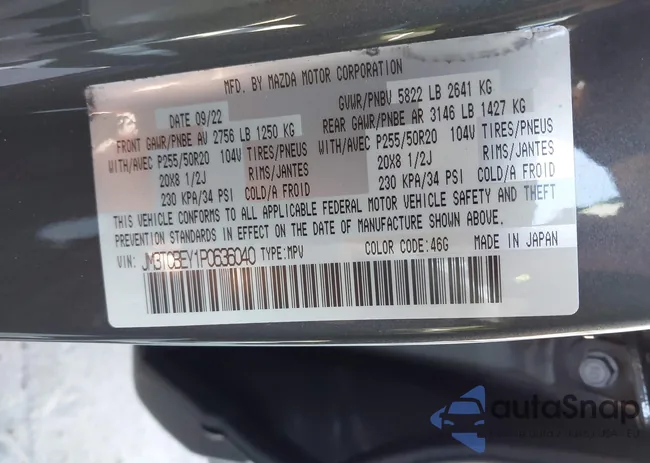 MFD. BY MAZDA MOTOR CORPORATION
DATE 09/22 GVWR/PNBV 5822 LB 2641 KG
FRONT GAWR/PNBE AV 2756 LB 1250 KG REAR GAWR/PNBE AR 3146 LB 1427 KG
WITH/AVEC P255/50R20 104V TIRES/PNEUS WITH/AVEC P255/50R20 104V TIRES/PNEUS
20X8 1/2J RIMS/JANTES 20X8 1/2J RIMS/JANTES
230 KPA/34 PSI COLD/A FROID 230 KPA/34 PSI COLD/A FROID
THIS VEHICLE CONFORMS TO ALL APPLICABLE FEDERAL MOTOR VEHICLE SAFETY AND THEFT
PREVENTION STANDARDS IN EFFECT ON THE DATE OF MANUFACTURE SHOWN ABOVE.
VIN: JM3TCBEY1P0636040 TYPE:MPV COLOR CODE:46G MADE IN JAPAN
autoSnap